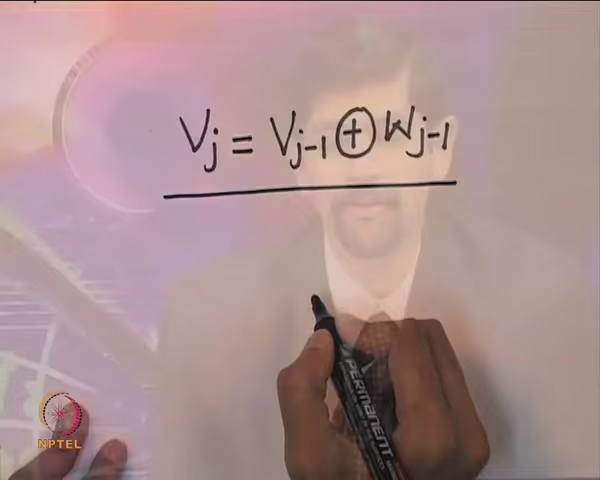 Vj = Vj-1 ⊕ Wj-1
PERMANENT
NPTEL